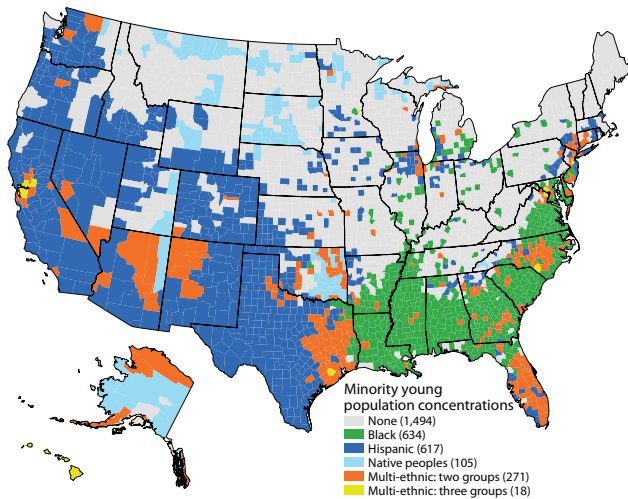 Minority young
population concentrations
None (1,494)
Black (634)
Hispanic (617)
Native peoples (105)
Multi-ethnic: two groups (271)
Multi-ethnic: three groups (18)